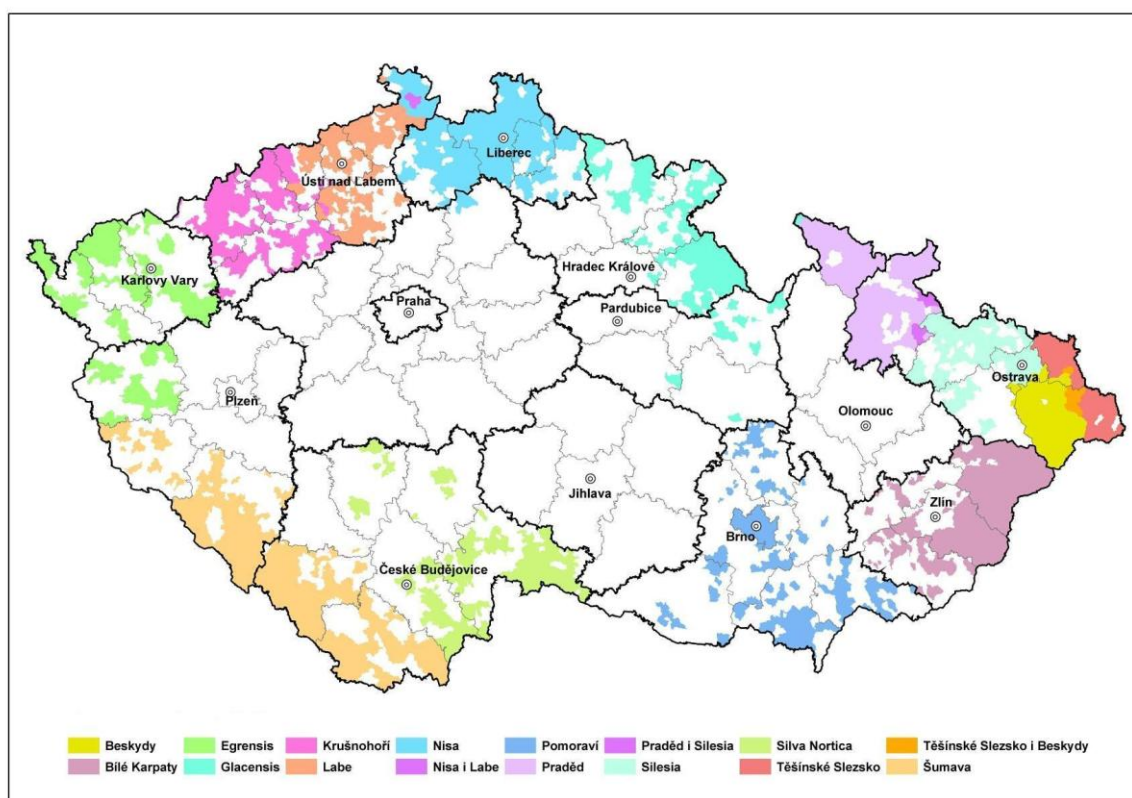 Liberec
Ústí nad Labem
Karlovy Vary
Hradec Králové
Praha
Pardubice
Ostrava
Plzeň
Olomouc
Jihlava
Zlín
Brno
České Budějovice
Beskydy Egrensis Krušnohoří Nisa Pomoraví Praděd i Silesia Silva Nortica Těšínské Slezsko i Beskydy
Bílé Karpaty Glacensis Labe Nisa i Labe Praděd Silesia Těšínské Slezsko Šumava